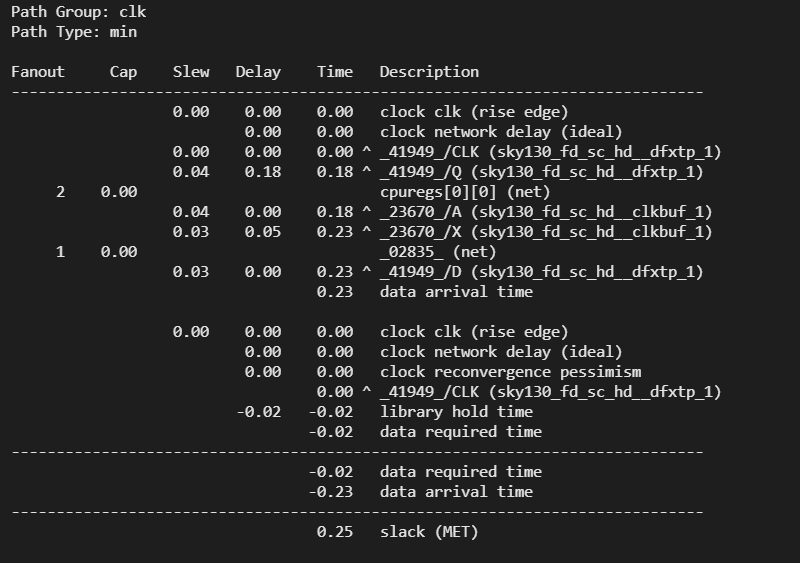 Path Group: clk
Path Type: min
Fanout     Cap    Slew   Delay    Time   Description
-----------------------------------------------------------------------------
                  0.00    0.00    0.00   clock clk (rise edge)
                          0.00    0.00   clock network delay (ideal)
                  0.00    0.00    0.00 ^ _41949_/CLK (sky130_fd_sc_hd__dfxtp_1)
                  0.04    0.18    0.18 ^ _41949_/Q (sky130_fd_sc_hd__dfxtp_1)
     2    0.00                           cpuregs[0][0] (net)
                  0.04    0.00    0.18 ^ _23670_/A (sky130_fd_sc_hd__clkbuf_1)
                  0.03    0.05    0.23 ^ _23670_/X (sky130_fd_sc_hd__clkbuf_1)
     1    0.00                           _02835_ (net)
                  0.03    0.00    0.23 ^ _41949_/D (sky130_fd_sc_hd__dfxtp_1)
                                  0.23   data arrival time
                  0.00    0.00    0.00   clock clk (rise edge)
                          0.00    0.00   clock network delay (ideal)
                          0.00    0.00   clock reconvergence pessimism
                                  0.00 ^ _41949_/CLK (sky130_fd_sc_hd__dfxtp_1)
                         -0.02   -0.02   library hold time
                                 -0.02   data required time
-----------------------------------------------------------------------------
                                 -0.02   data required time
                                 -0.23   data arrival time
-----------------------------------------------------------------------------
                                  0.25   slack (MET)